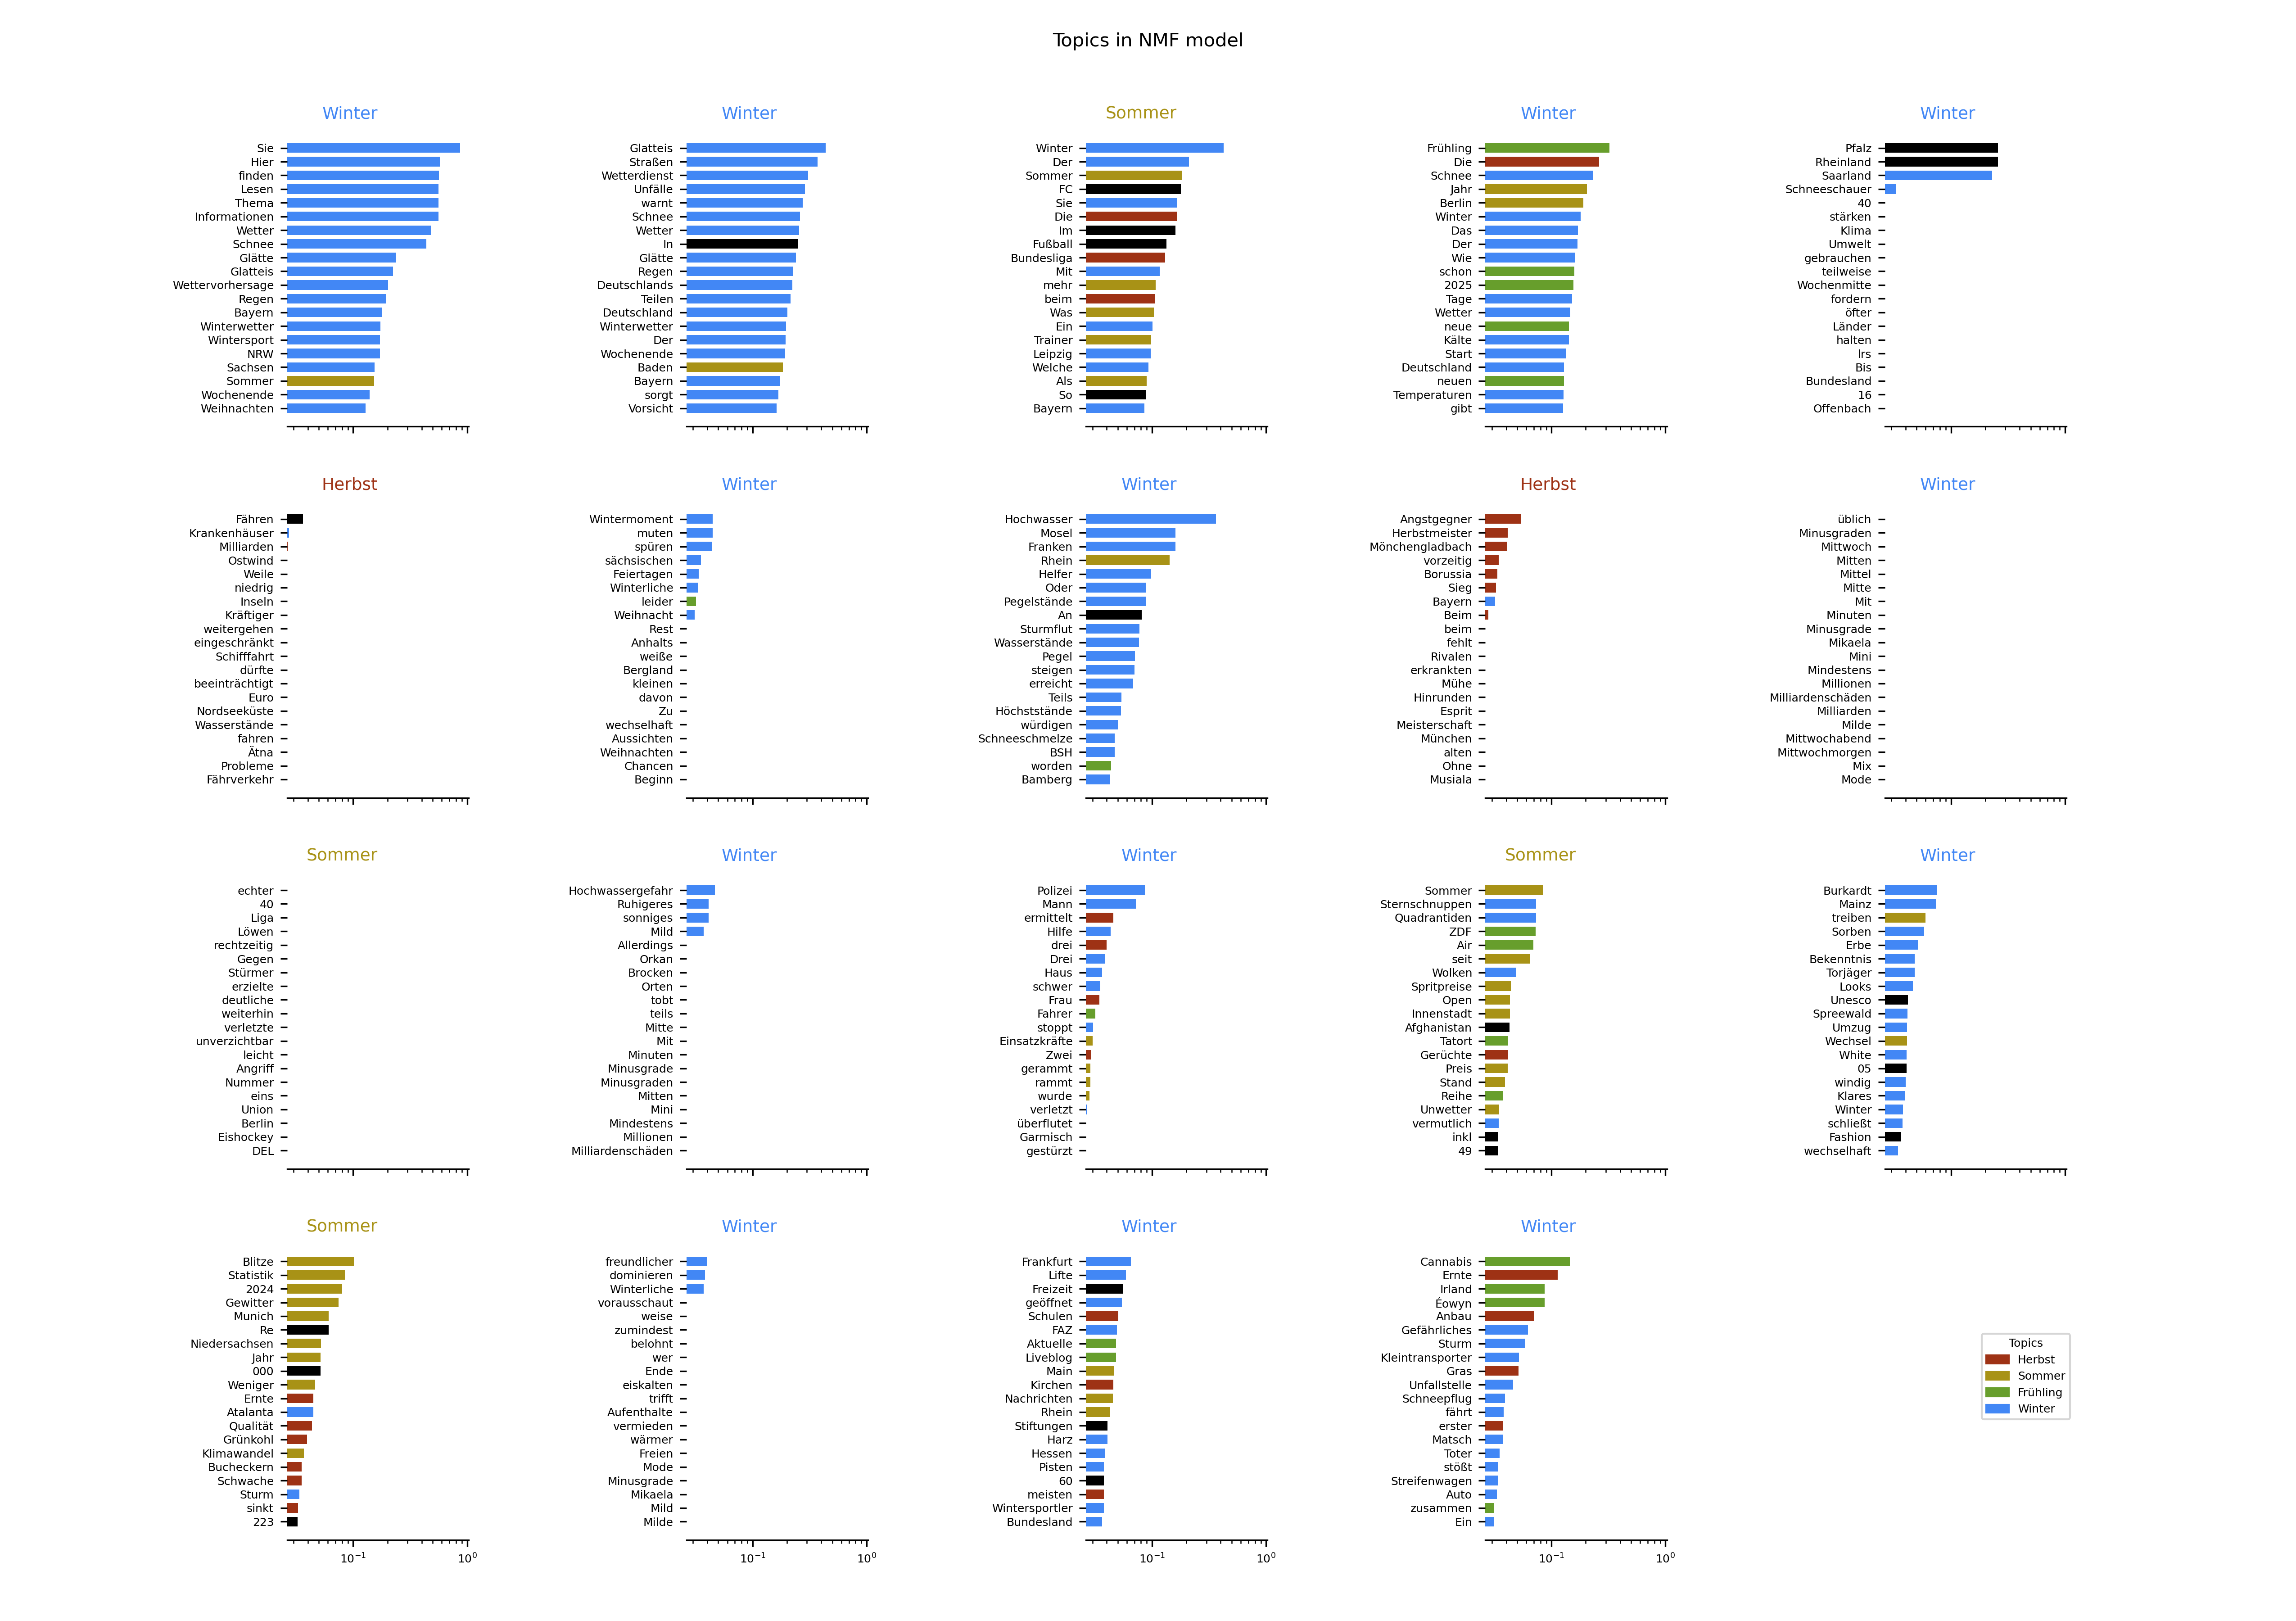 Topics in NMF model
Winter
Sie
Hier
finden
Lesen
Thema
Informationen
Wetter
Schnee
Glätte
Glatteis
Wettervorhersage
Regen
Bayern
Winterwetter
Wintersport
NRW
Sachsen
Sommer
Wochenende
Weihnachten
Winter
Glatteis
Straßen
Wetterdienst
Unfälle
warnt
Schnee
Wetter
In
Glätte
Regen
Deutschlands
Teilen
Deutschland
Winterwetter
Der
Wochenende
Baden
Bayern
sorgt
Vorsicht
Sommer
Winter
Der
Sommer
FC
Sie
Die
Im
Fußball
Bundesliga
Mit
mehr
beim
Was
Ein
Trainer
Leipzig
Welche
Als
So
Bayern
Winter
Frühling
Die
Schnee
Jahr
Berlin
Winter
Das
Der
Wie
schon
2025
Tage
Wetter
neue
Kälte
Start
Deutschland
neuen
Temperaturen
gibt
Winter
Pfalz
Rheinland
Saarland
Schneeschauer
40
stärken
Klima
Umwelt
gebrauchen
teilweise
Wochenmitte
fordern
öfter
Länder
halten
lrs
Bis
Bundesland
16
Offenbach
Herbst
Fähren
Krankenhäuser
Milliarden
Ostwind
Weile
niedrig
Inseln
Kräftiger
weitergehen
eingeschränkt
Schifffahrt
dürfte
beeinträchtigt
Euro
Nordseeküste
Wasserstände
fahren
Ätna
Probleme
Fährverkehr
Winter
Wintermoment
muten
spüren
sächsischen
Feiertagen
Winterliche
leider
Weihnacht
Rest
Anhalts
weiße
Bergland
kleinen
davon
Zu
wechselhaft
Aussichten
Weihnachten
Chancen
Beginn
Winter
Hochwasser
Mosel
Franken
Rhein
Helfer
Oder
Pegelstände
An
Sturmflut
Wasserstände
Pegel
steigen
erreicht
Teils
Höchststände
würdigen
Schneeschmelze
BSH
worden
Bamberg
Herbst
Angstgegner
Herbstmeister
Mönchengladbach
vorzeitig
Borussia
Sieg
Bayern
Beim
beim
fehlt
Rivalen
erkrankten
Mühe
Hinrunden
Esprit
Meisterschaft
München
alten
Ohne
Musiala
Winter
üblich
Minusgraden
Mittwoch
Mitten
Mittel
Mitte
Mit
Minuten
Minusgrade
Mikaela
Mini
Mindestens
Millionen
Milliardenschäden
Milliarden
Milde
Mittwochabend
Mittwochmorgen
Mix
Mode
Sommer
echter
40
Liga
Löwen
rechtzeitig
Gegen
Stürmer
erzielte
deutliche
weiterhin
verletzte
unverzichtbar
leicht
Angriff
Nummer
eins
Union
Berlin
Eishockey
DEL
Winter
Hochwassergefahr
Ruhigeres
sonniges
Mild
Allerdings
Orkan
Brocken
Orten
tobt
teils
Mitte
Mit
Minuten
Minusgrade
Minusgraden
Mitten
Mini
Mindestens
Millionen
Milliardenschäden
Winter
Polizei
Mann
ermittelt
Hilfe
drei
Drei
Haus
schwer
Frau
Fahrer
stoppt
Einsatzkräfte
Zwei
gerammt
rammt
wurde
verletzt
überflutet
Garmisch
gestürzt
Sommer
Sommer
Sternschnuppen
Quadrantiden
ZDF
Air
seit
Wolken
Spritpreise
Open
Innenstadt
Afghanistan
Tatort
Gerüchte
Preis
Stand
Reihe
Unwetter
vermutlich
inkl
49
Winter
Burkardt
Mainz
treiben
Sorben
Erbe
Bekenntnis
Torjäger
Looks
Unesco
Spreewald
Umzug
Wechsel
White
05
windig
Klares
Winter
schließt
Fashion
wechselhaft
Sommer
Blitze
Statistik
2024
Gewitter
Munich
Re
Niedersachsen
Jahr
000
Weniger
Ernte
Atalanta
Qualität
Grünkohl
Klimawandel
Bucheckern
Schwache
Sturm
sinkt
223
10⁻¹ 10⁰
Winter
freundlicher
dominieren
Winterliche
vorausschaut
weise
zumindest
belohnt
wer
Ende
eiskalten
trifft
Aufenthalte
vermieden
wärmer
Freien
Mode
Minusgrade
Mikaela
Mild
Milde
10⁻¹ 10⁰
Winter
Frankfurt
Lifte
Freizeit
geöffnet
Schulen
FAZ
Aktuelle
Liveblog
Main
Kirchen
Nachrichten
Rhein
Stiftungen
Harz
Hessen
Pisten
60
meisten
Wintersportler
Bundesland
10⁻¹ 10⁰
Winter
Cannabis
Ernte
Irland
Éowyn
Anbau
Gefährliches
Sturm
Kleintransporter
Gras
Unfallstelle
Schneepflug
fährt
erster
Matsch
Toter
stößt
Streifenwagen
Auto
zusammen
Ein
10⁻¹ 10⁰
Topics
Herbst
Sommer
Frühling
Winter